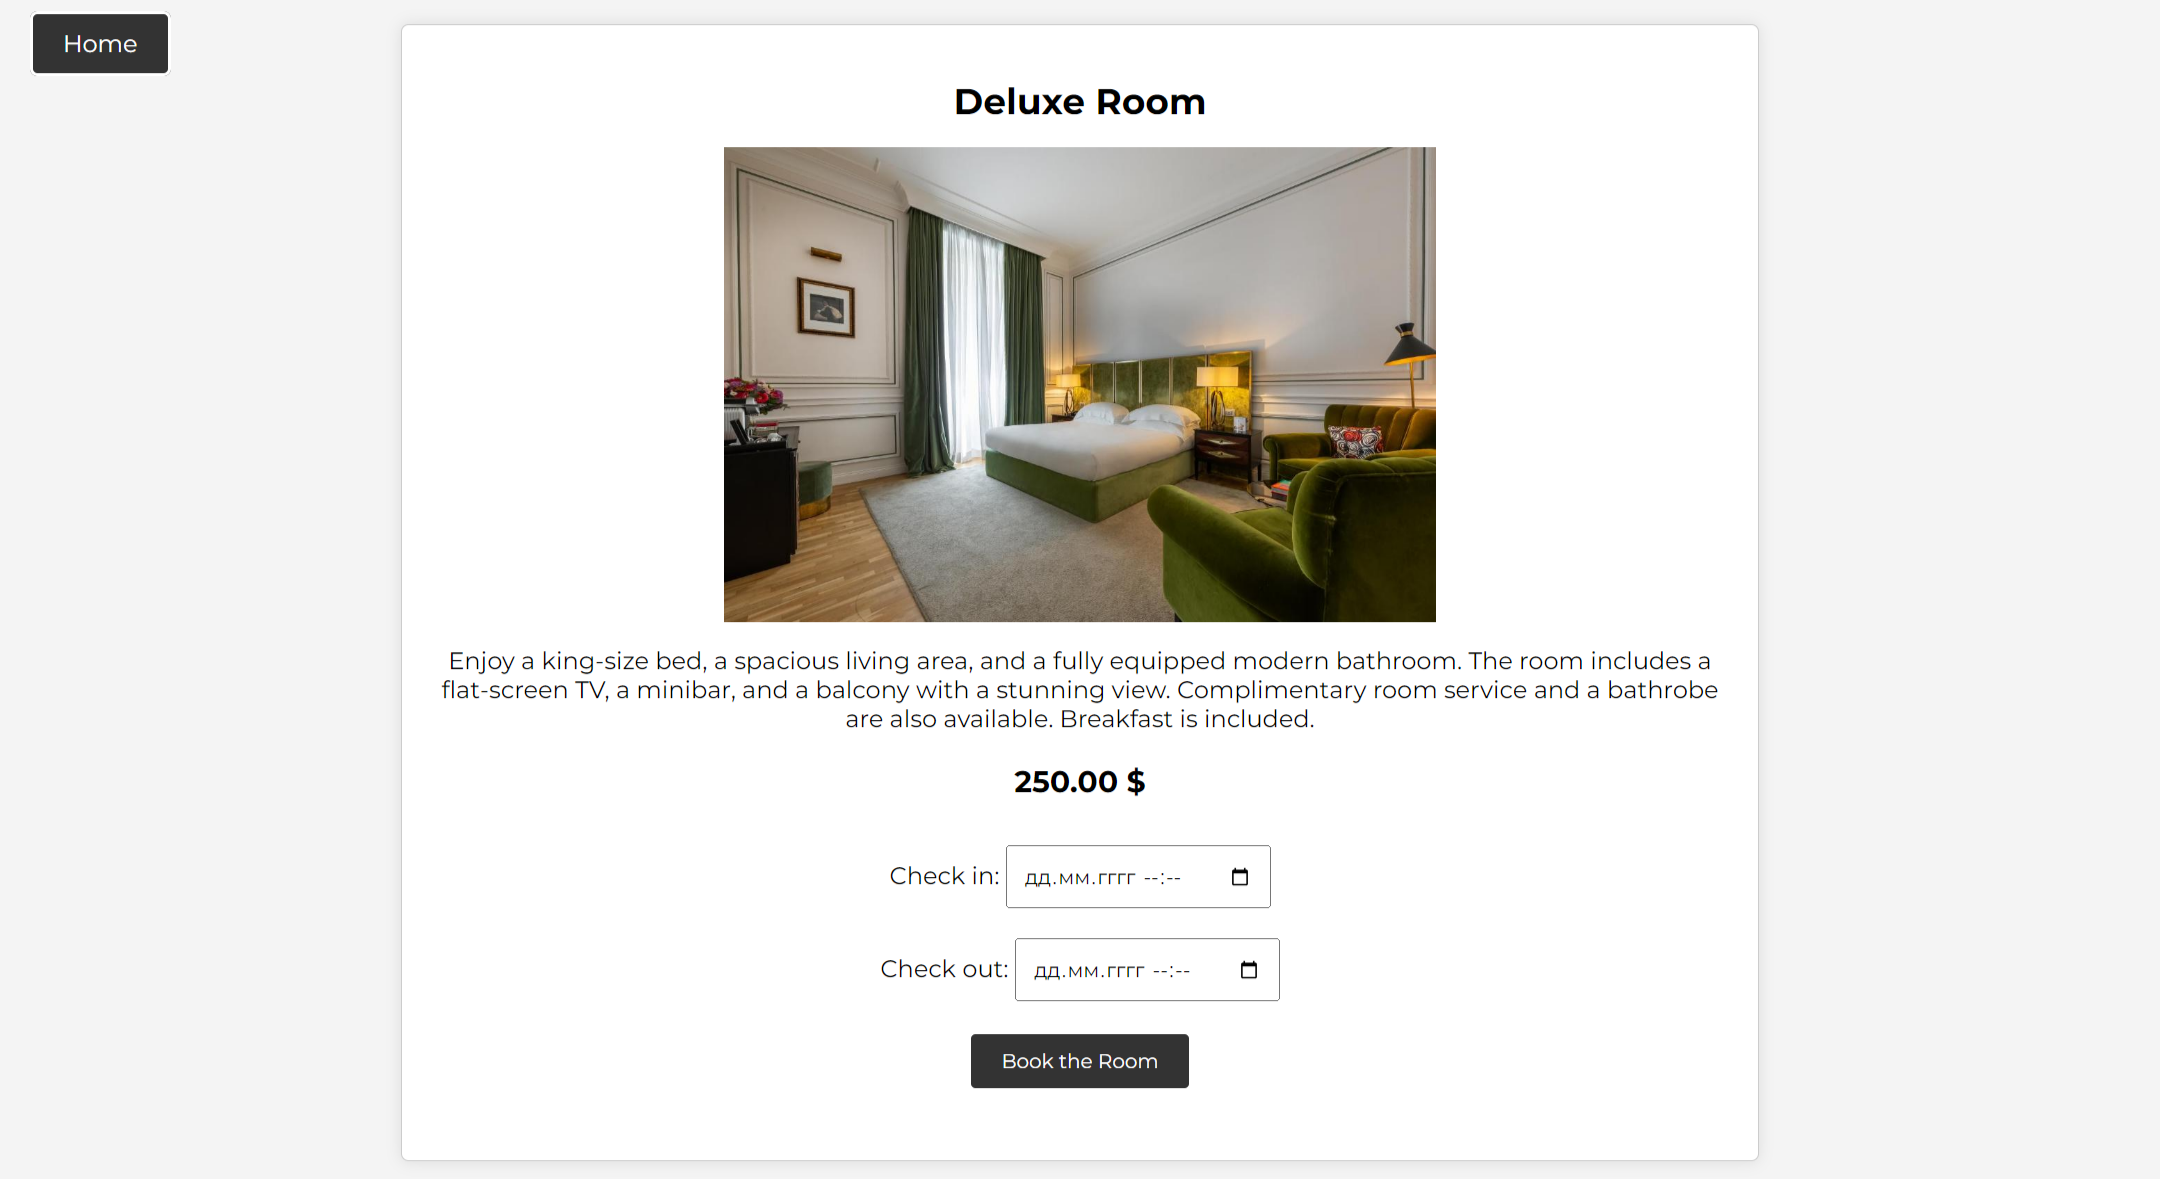 Home
Deluxe Room
Enjoy a king-size bed, a spacious living area, and a fully equipped modern bathroom. The room includes a
flat-screen TV, a minibar, and a balcony with a stunning view. Complimentary room service and a bathrobe
are also available. Breakfast is included.
250.00 $
Check in: дд.мм.гггг --:--
Check out: дд.мм.гггг --:--
Book the Room